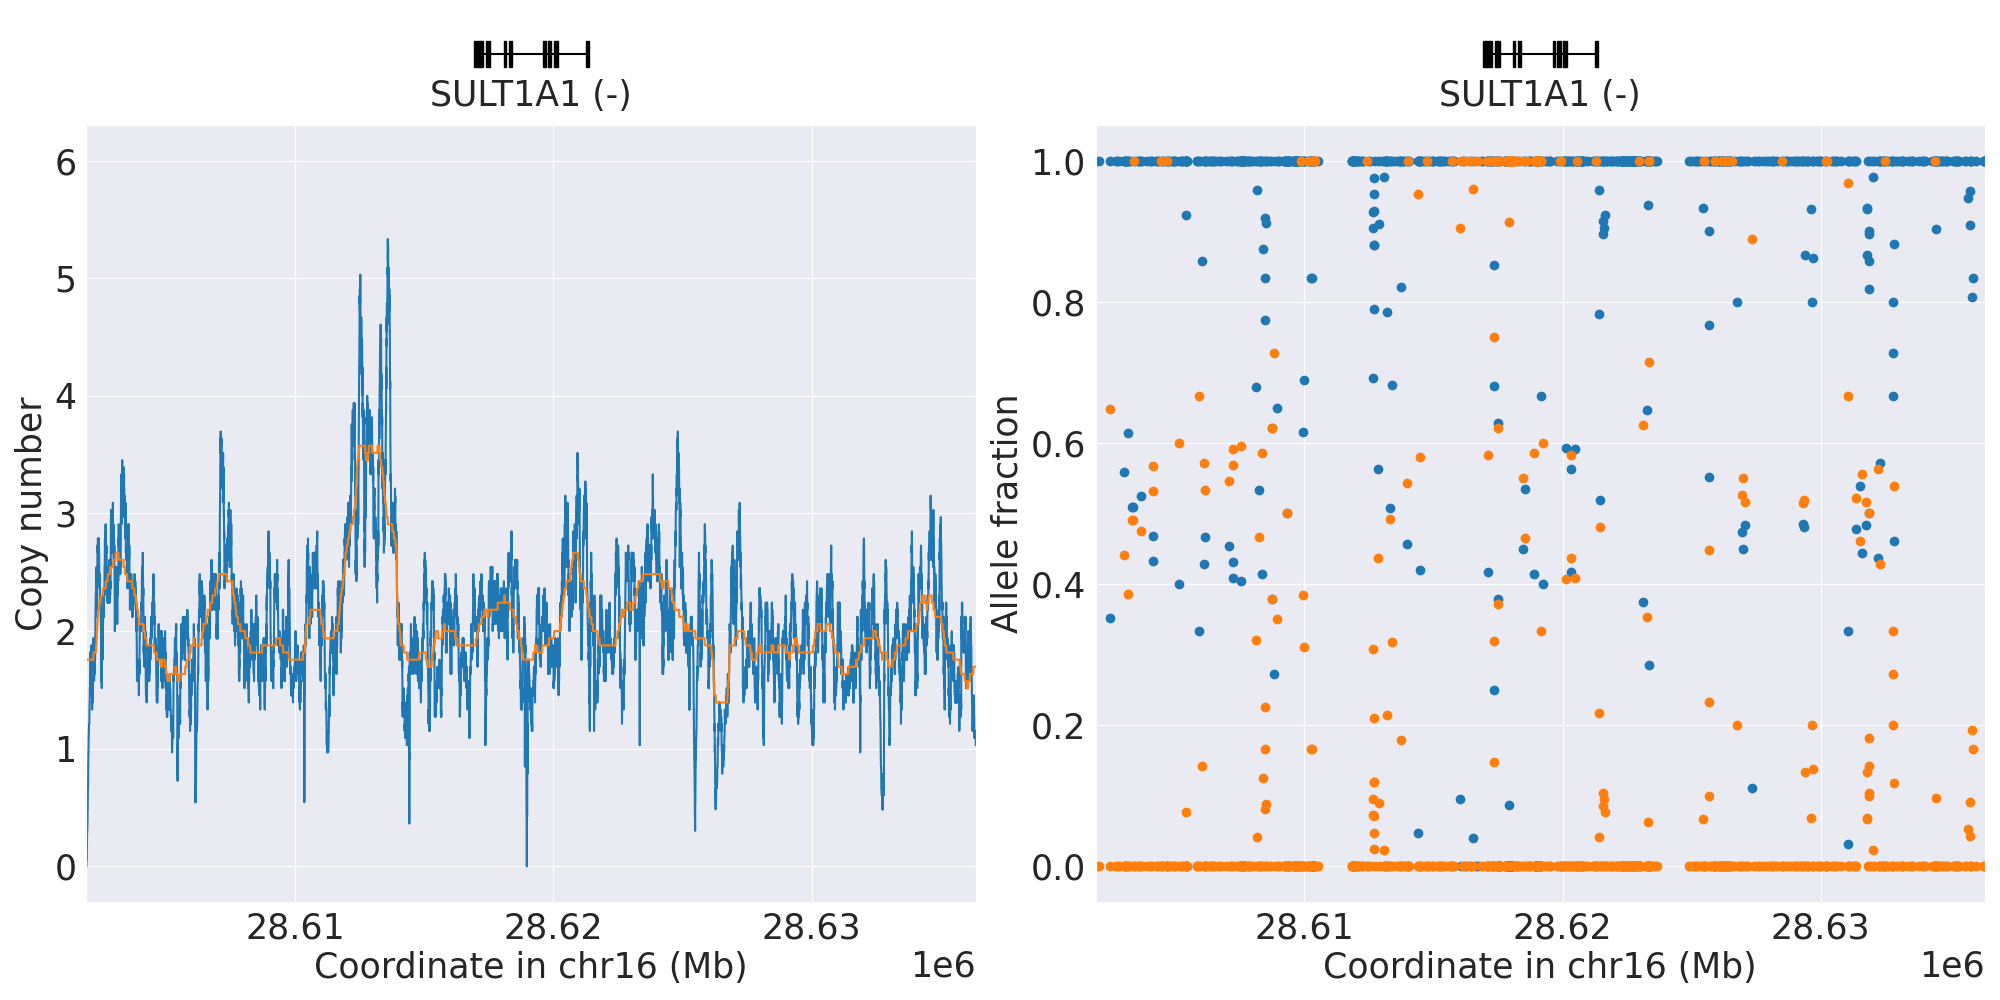 SULT1A1 (-)
6
5
4
3
2
1
0
Copy number
28.61
28.62
28.63
Coordinate in chr16 (Mb)
1e6
SULT1A1 (-)
1.0
0.8
0.6
0.4
0.2
0.0
Allele fraction
28.61
28.62
28.63
Coordinate in chr16 (Mb)
1e6